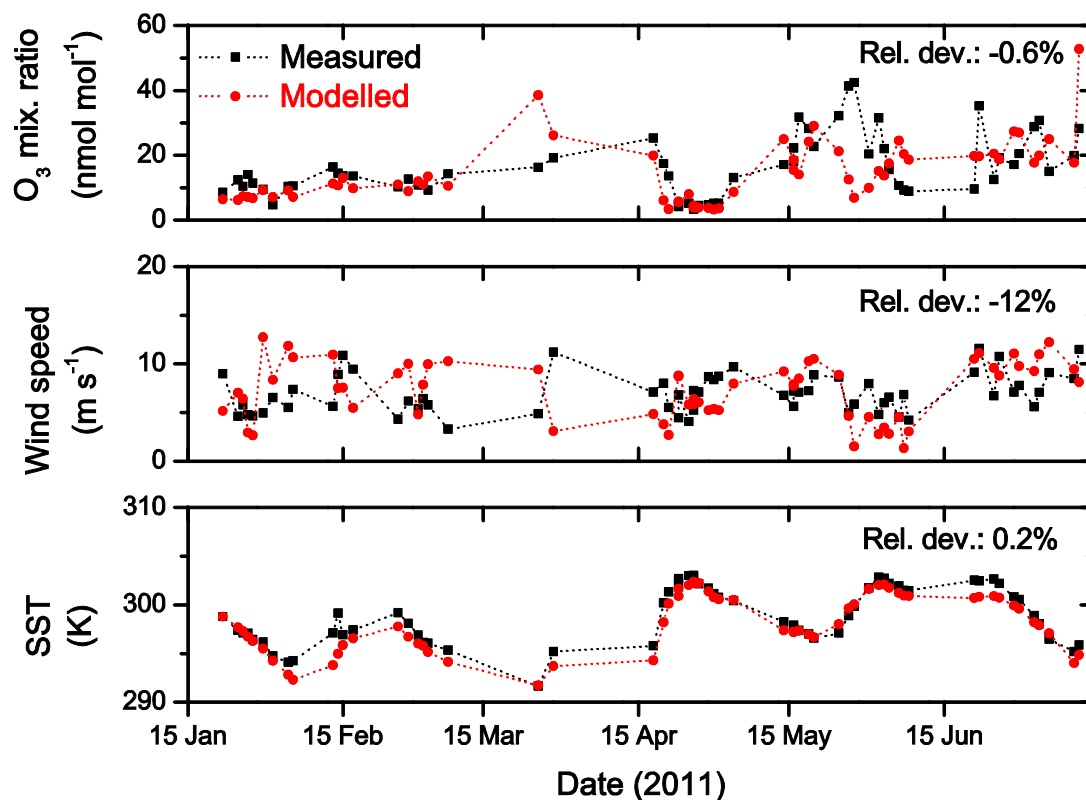 O₃ mix. ratio
(nmol mol⁻¹)
60
40
20
0
Measured
Modelled
Rel. dev.: -0.6%
Wind speed
(m s⁻¹)
20
10
0
Rel. dev.: -12%
SST
(K)
310
300
290
Rel. dev.: 0.2%
15 Jan 15 Feb 15 Mar 15 Apr 15 May 15 Jun
Date (2011)